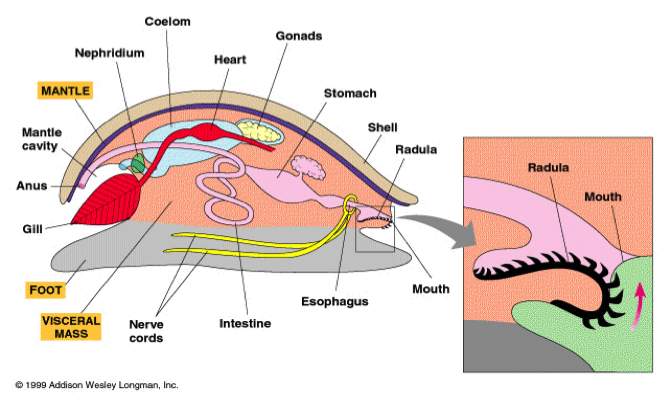 Coelom
Nephridium
Gonads
Heart
MANTLE
Stomach
Mantle
cavity
Shell
Radula
Anus
Gill
FOOT
VISCERAL
MASS
Nerve
cords
Intestine
Esophagus
Mouth
Radula
Mouth
© 1999 Addison Wesley Longman, Inc.